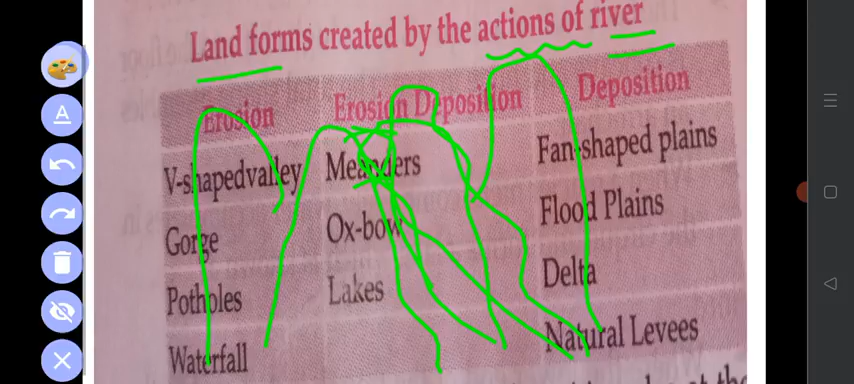 Land forms created by the actions of river
Erosion Erosion Deposition Deposition
V-shapedvalley Meanders Fan-shaped plains
Gorge Ox-bow Flood Plains
Potholes Lakes Delta
Waterfall Natural Levees